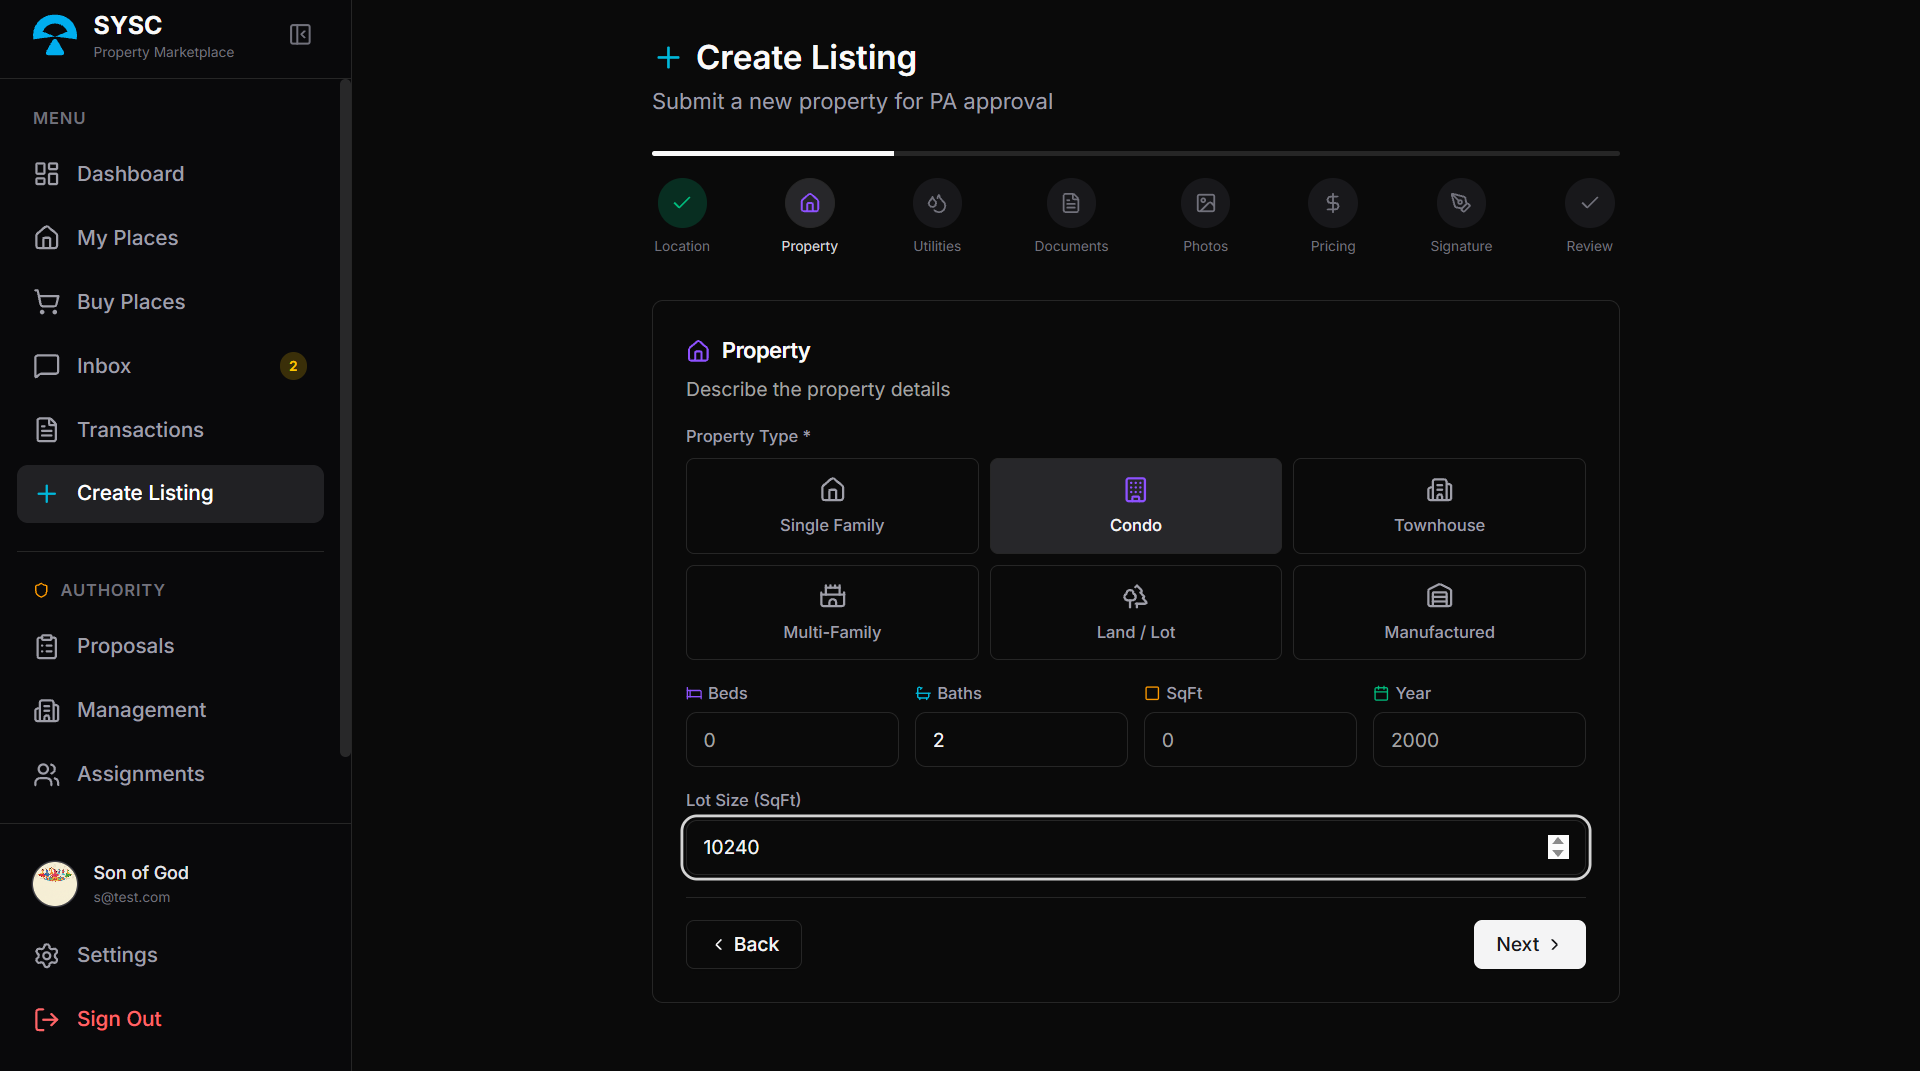 SYSC
Property Marketplace
MENU
Dashboard
My Places
Buy Places
Inbox
2
Transactions
Create Listing
AUTHORITY
Proposals
Management
Assignments
Son of God
s@test.com
Settings
Sign Out
Create Listing
Submit a new property for PA approval
Location
Property
Utilities
Documents
Photos
Pricing
Signature
Review
Property
Describe the property details
Property Type *
Single Family
Condo
Townhouse
Multi-Family
Land / Lot
Manufactured
Beds
Baths
SqFt
Year
0
2
0
2000
Lot Size (SqFt)
10240
Back
Next